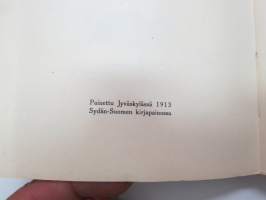 Painettu Jyväskylässä 1913
Sydän-Suomen kirjapainossa